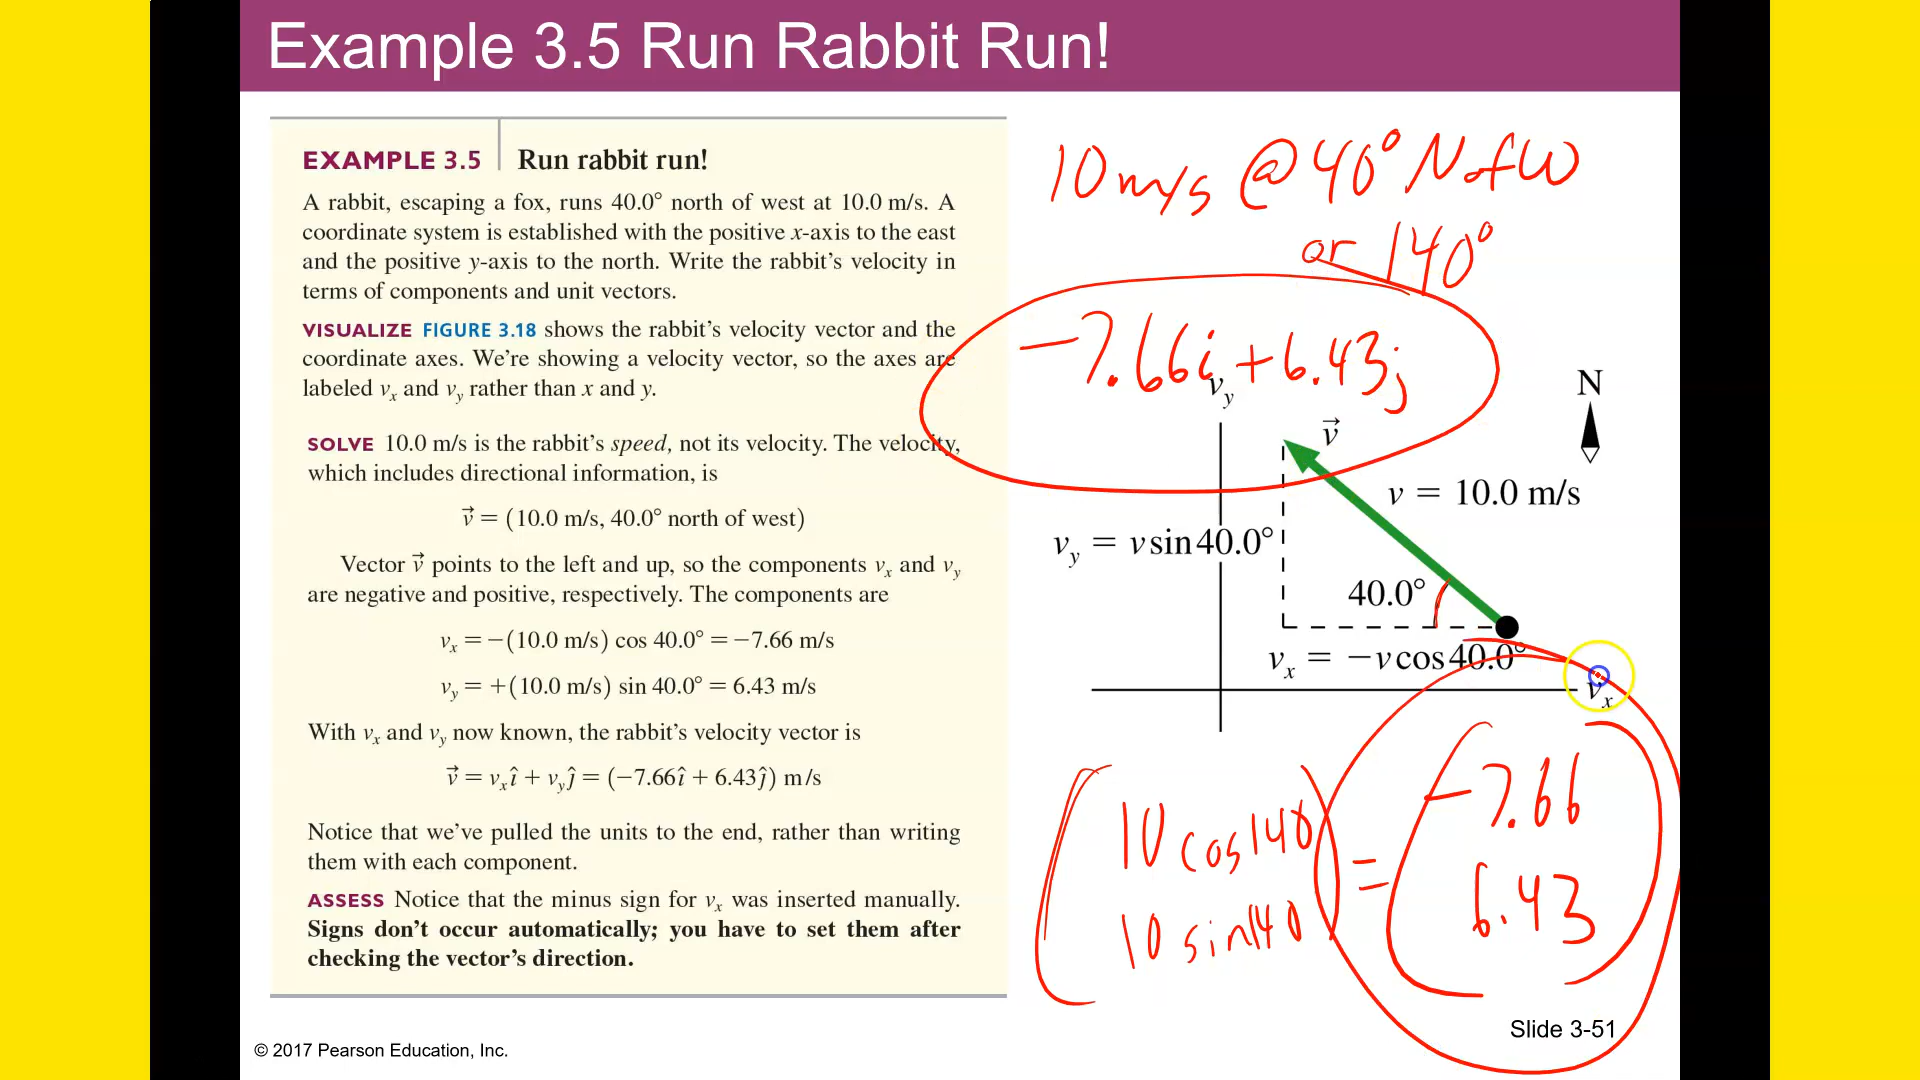 Example 3.5 Run Rabbit Run!
EXAMPLE 3.5 Run rabbit run!
A rabbit, escaping a fox, runs 40.0° north of west at 10.0 m/s. A
coordinate system is established with the positive x-axis to the east
and the positive y-axis to the north. Write the rabbit's velocity in
terms of components and unit vectors.
VISUALIZE FIGURE 3.18 shows the rabbit's velocity vector and the
coordinate axes. We're showing a velocity vector, so the axes are
labeled vₓ and v_y rather than x and y.
SOLVE 10.0 m/s is the rabbit's speed, not its velocity. The velocity,
which includes directional information, is
v⃗ = (10.0 m/s, 40.0° north of west)
Vector v⃗ points to the left and up, so the components vₓ and v_y
are negative and positive, respectively. The components are
vₓ = −(10.0 m/s) cos 40.0° = −7.66 m/s
v_y = +(10.0 m/s) sin 40.0° = 6.43 m/s
With vₓ and v_y now known, the rabbit's velocity vector is
v⃗ = vₓî + v_yĵ = (−7.66î + 6.43ĵ) m/s
Notice that we've pulled the units to the end, rather than writing
them with each component.
ASSESS Notice that the minus sign for vₓ was inserted manually.
Signs don't occur automatically; you have to set them after
checking the vector's direction.
10 m/s @ 40° N of W
or 140°
−7.66i + 6.43j
v_y
N
v⃗
v = 10.0 m/s
v_y = v sin 40.0°
40.0°
vₓ = −v cos 40.0°
vₓ
10 cos 140
10 sin 140
=
−7.66
6.43
Slide 3-51
© 2017 Pearson Education, Inc.